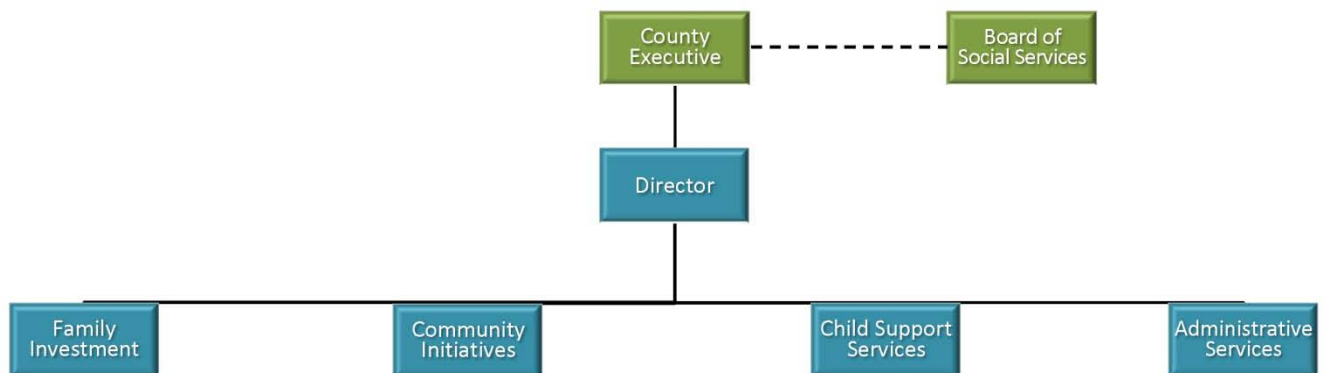 County
Executive
Board of
Social Services
Director
Family
Investment
Community
Initiatives
Child Support
Services
Administrative
Services